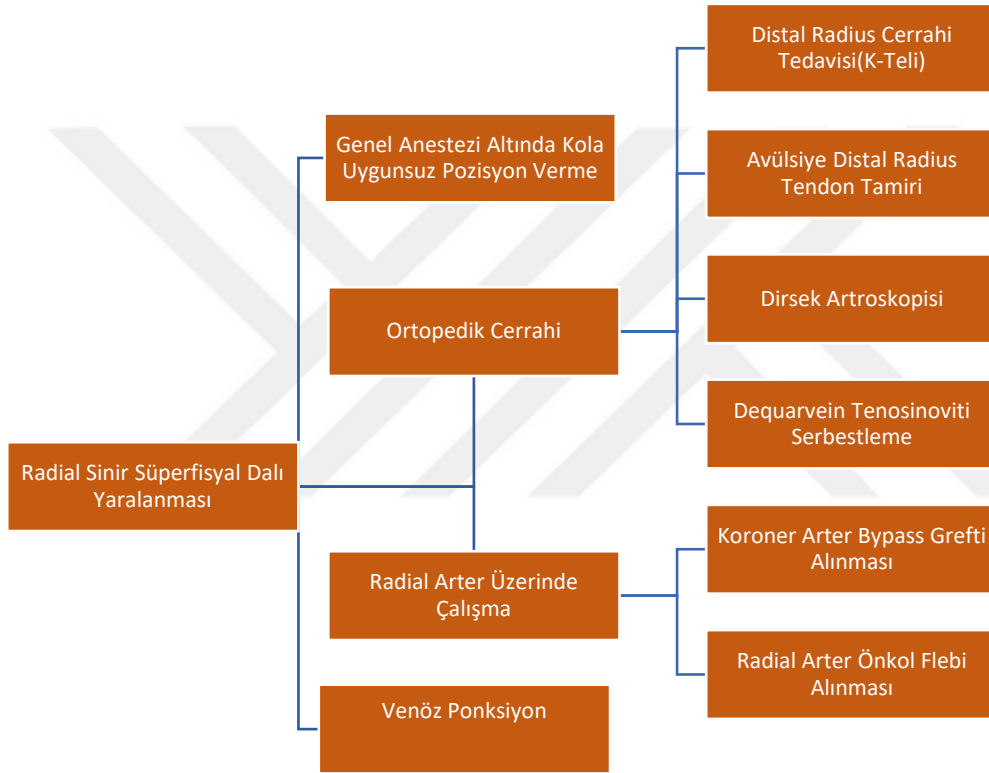 Radial Sinir Süperfisyal Dalı
Yaralanması
Genel Anestezi Altında Kola
Uygunsuz Pozisyon Verme
Ortopedik Cerrahi
Distal Radius Cerrahi
Tedavisi(K-Teli)
Avülsiye Distal Radius
Tendon Tamiri
Dirsek Artroskopisi
Dequarvein Tenosinoviti
Serbestleme
Radial Arter Üzerinde
Çalışma
Koroner Arter Bypass Grefti
Alınması
Radial Arter Önkol Flebi
Alınması
Venöz Ponksiyon